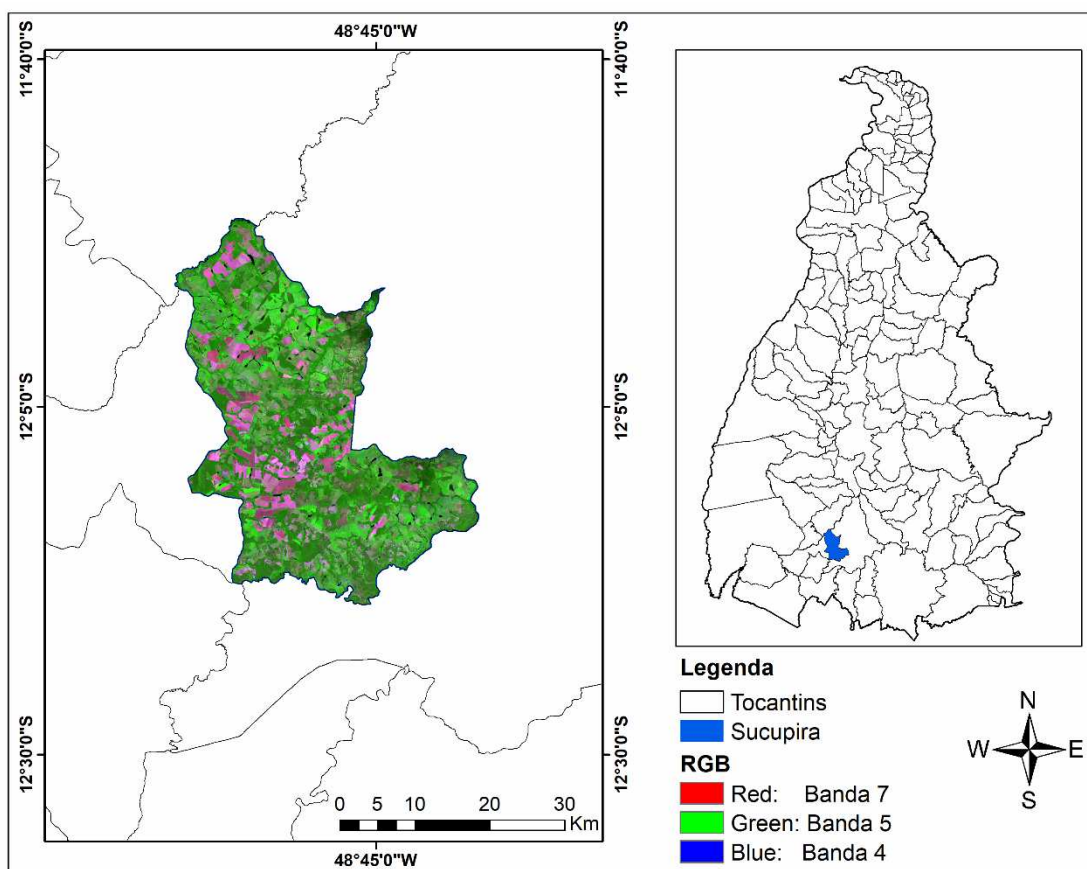 48°45'0"W
11°40'0"S
11°40'0"S
12°5'0"S
12°5'0"S
12°30'0"S
12°30'0"S
0 5 10 20 30
Km
48°45'0"W
Legenda
Tocantins
Sucupira
RGB
Red: Banda 7
Green: Banda 5
Blue: Banda 4
N
W E
S